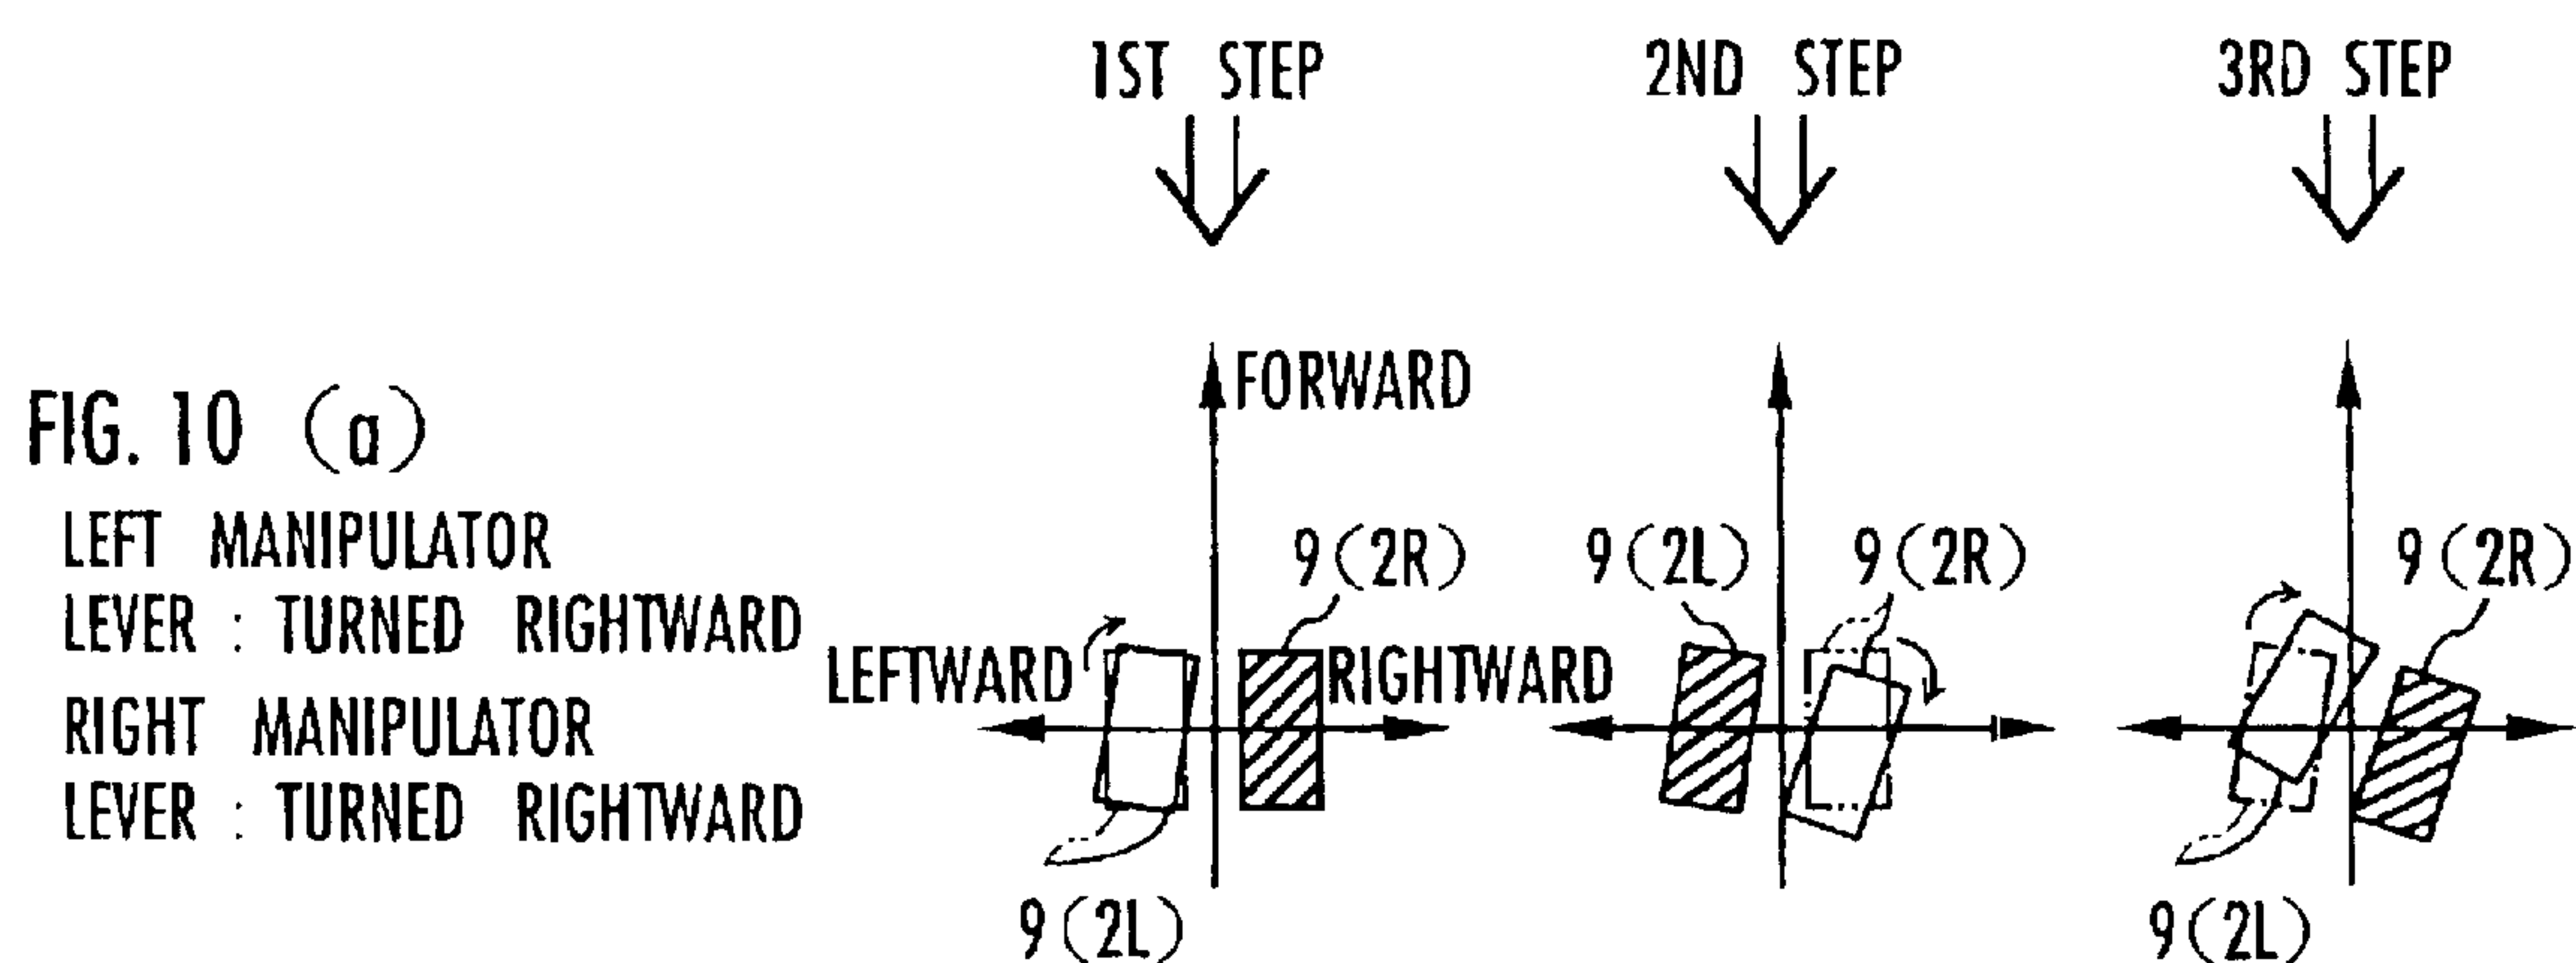 1ST STEP
2ND STEP
3RD STEP
FIG. 10 (a)
LEFT MANIPULATOR
LEVER : TURNED RIGHTWARD
RIGHT MANIPULATOR
LEVER : TURNED RIGHTWARD
FORWARD
9(2R)
LEFTWARD
RIGHTWARD
9(2L)
9(2L)
9(2R)
9(2R)
9(2L)